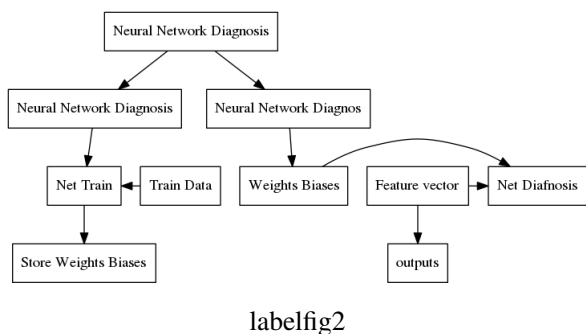 Neural Network Diagnosis
Neural Network Diagnosis
Neural Network Diagnos
Net Train
Train Data
Weights Biases
Feature vector
Net Diafnosis
Store Weights Biases
outputs
labelfig2